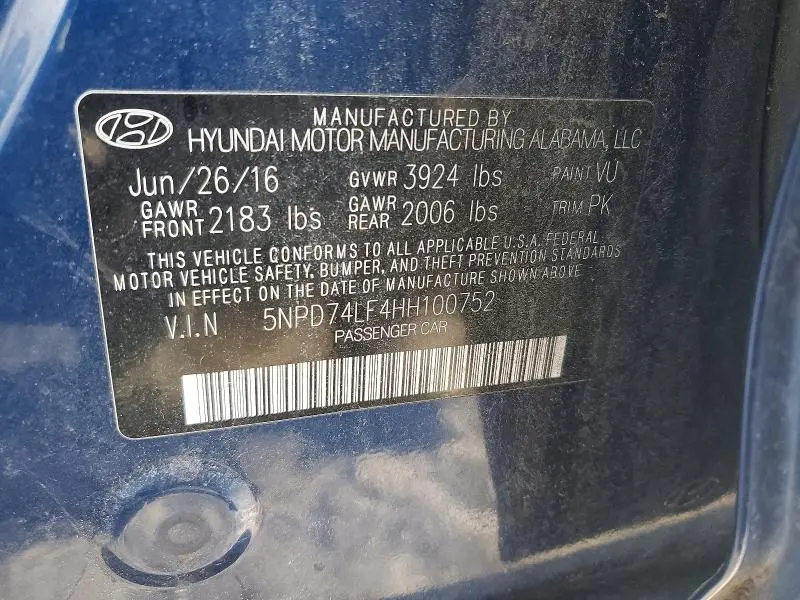 MANUFACTURED BY
HYUNDAI MOTOR MANUFACTURING ALABAMA, LLC
Jun/26/16 GVWR 3924 lbs PAINT VU
GAWR FRONT 2183 lbs GAWR REAR 2006 lbs TRIM PK
THIS VEHICLE CONFORMS TO ALL APPLICABLE U.S.A. FEDERAL
MOTOR VEHICLE SAFETY, BUMPER, AND THEFT PREVENTION STANDARDS
IN EFFECT ON THE DATE OF MANUFACTURE SHOWN ABOVE
V.I.N 5NPD74LF4HH100752
PASSENGER CAR